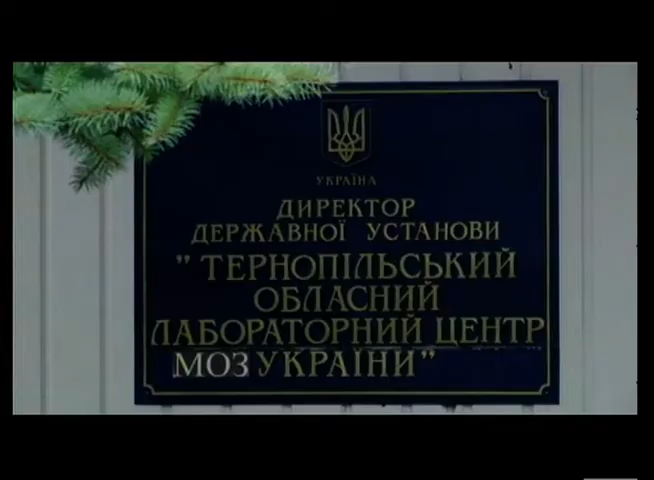 УКРАЇНА
ДИРЕКТОР
ДЕРЖАВНОЇ УСТАНОВИ
"ТЕРНОПІЛЬСЬКИЙ
ОБЛАСНИЙ
ЛАБОРАТОРНИЙ ЦЕНТР
МОЗ УКРАЇНИ"